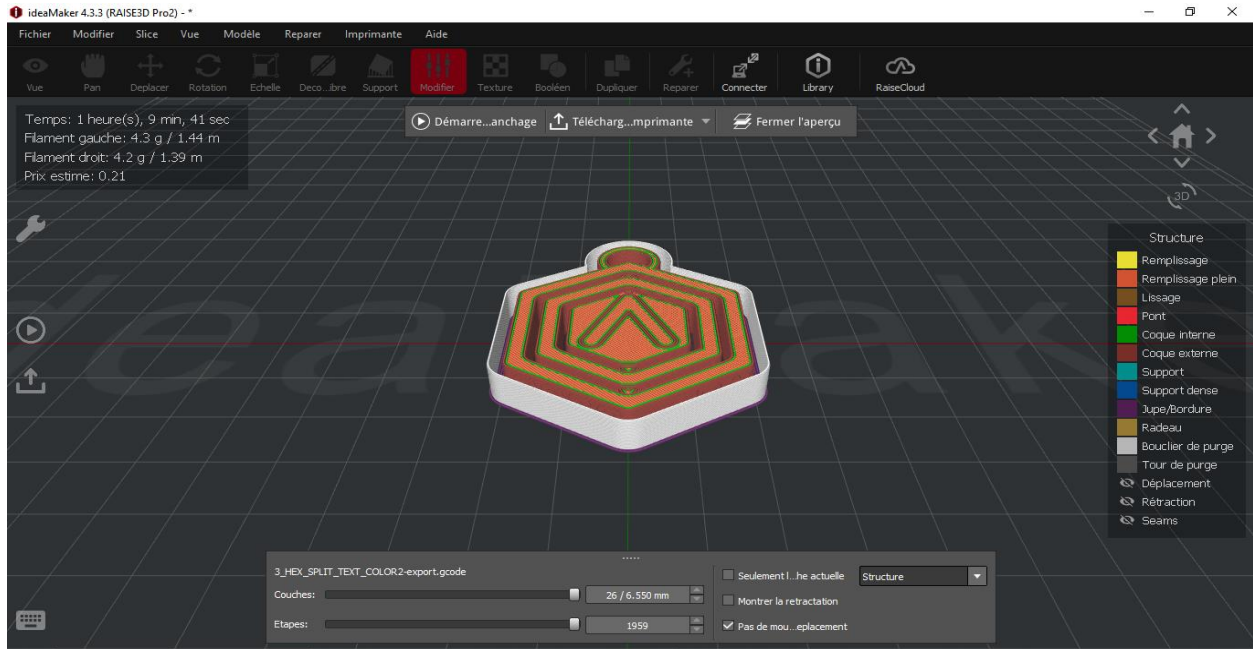 ideaMaker 4.3.3 (RAISE3D Pro2) - *
Fichier Modifier Slice Vue Modèle Reparer Imprimante Aide
Vue Pan Deplacer Rotation Echelle Deco...ibre Support Modifier Texture Booléen Dupliquer Reparer Connecter Library RaiseCloud
Temps: 1 heure(s), 9 min, 41 sec
Filament gauche: 4.3 g / 1.44 m
Filament droit: 4.2 g / 1.39 m
Prix estime: 0.21
Démarre...anchage Télécharg...mprimante Fermer l'aperçu
3D
Structure
Remplissage
Remplissage plein
Lissage
Pont
Coque interne
Coque externe
Support
Support dense
Jupe/Bordure
Radeau
Bouclier de purge
Tour de purge
Déplacement
Rétraction
Seams
ideaMaker
3_HEX_SPLIT_TEXT_COLOR2-export.gcode
Couches: 26 / 6.550 mm
Etapes: 1959
Seulement l...he actuelle Structure
Montrer la retractation
Pas de mou...eplacement